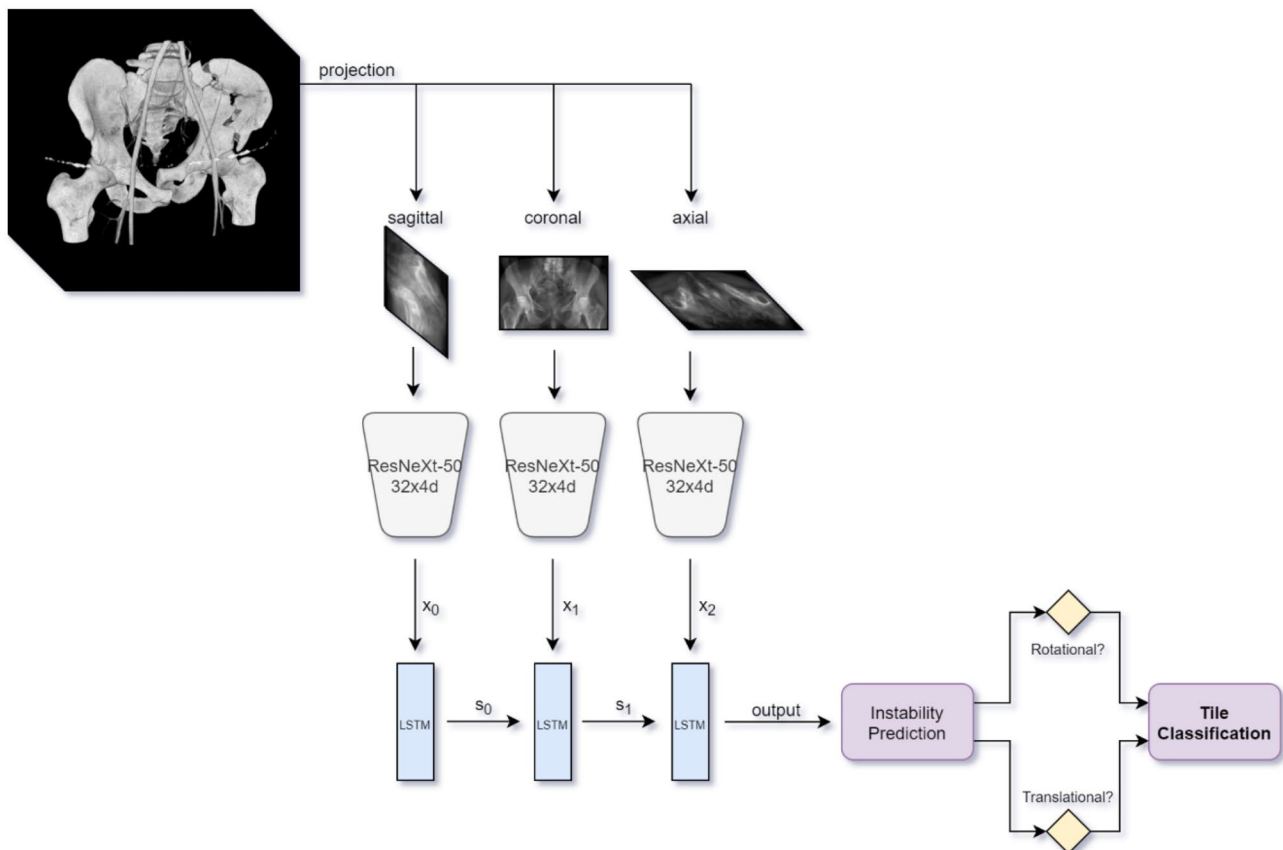 projection
sagittal
coronal
axial
ResNeXt-50
32x4d
ResNeXt-50
32x4d
ResNeXt-50
32x4d
x0
x1
x2
LSTM
s0
LSTM
s1
LSTM
output
Instability
Prediction
Rotational?
Translational?
Tile
Classification